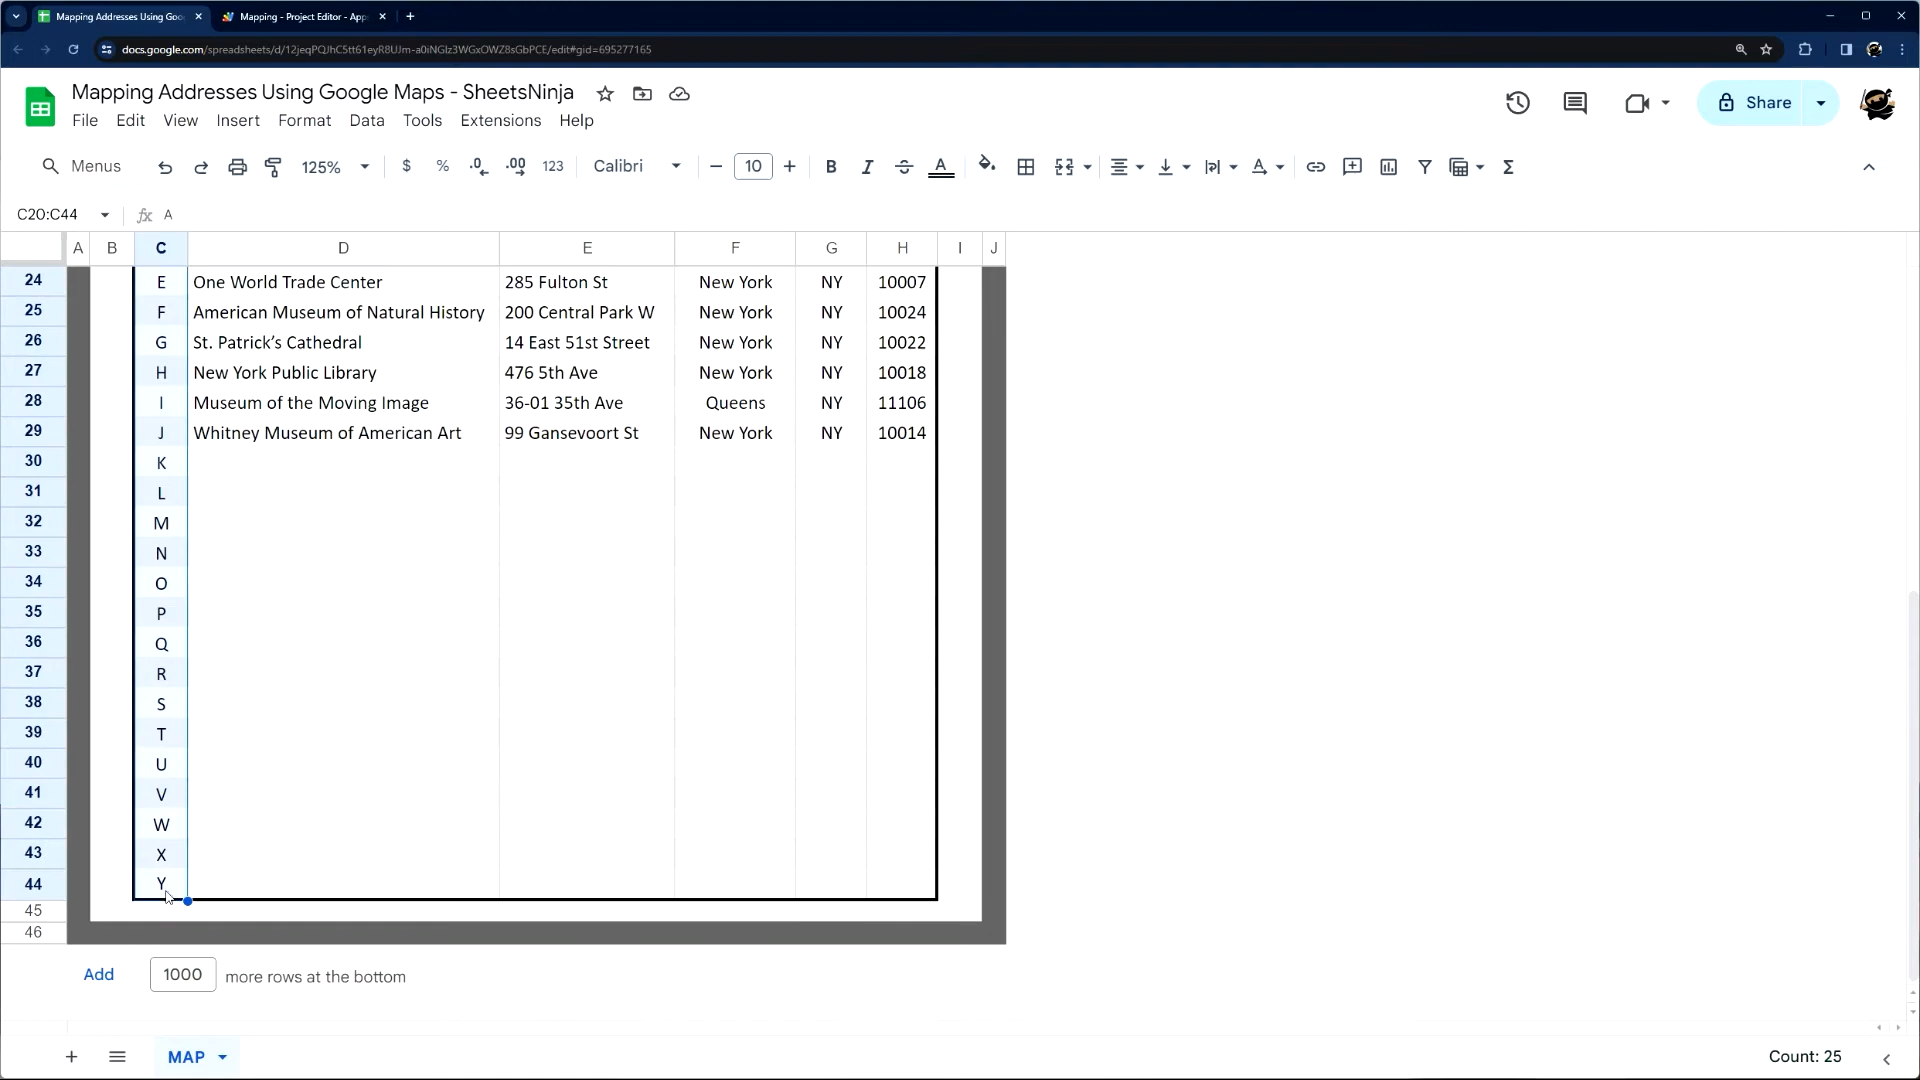 Mapping Addresses Using Goo
Mapping - Project Editor - App
docs.google.com/spreadsheets/d/12jeqPQJhC5tt61eyR8UJm-a0iNGIz3WGxOWZ8sGbPCE/edit#gid=695277165
Mapping Addresses Using Google Maps - SheetsNinja
File Edit View Insert Format Data Tools Extensions Help
Share
Menus 125% $ % .0 .00 123 Calibri 10 B I S A
C20:C44 fx A
A B C D E F G H I J
24 E One World Trade Center 285 Fulton St New York NY 10007
25 F American Museum of Natural History 200 Central Park W New York NY 10024
26 G St. Patrick’s Cathedral 14 East 51st Street New York NY 10022
27 H New York Public Library 476 5th Ave New York NY 10018
28 I Museum of the Moving Image 36-01 35th Ave Queens NY 11106
29 J Whitney Museum of American Art 99 Gansevoort St New York NY 10014
30 K
31 L
32 M
33 N
34 O
35 P
36 Q
37 R
38 S
39 T
40 U
41 V
42 W
43 X
44 Y
45
46
Add 1000 more rows at the bottom
MAP
Count: 25